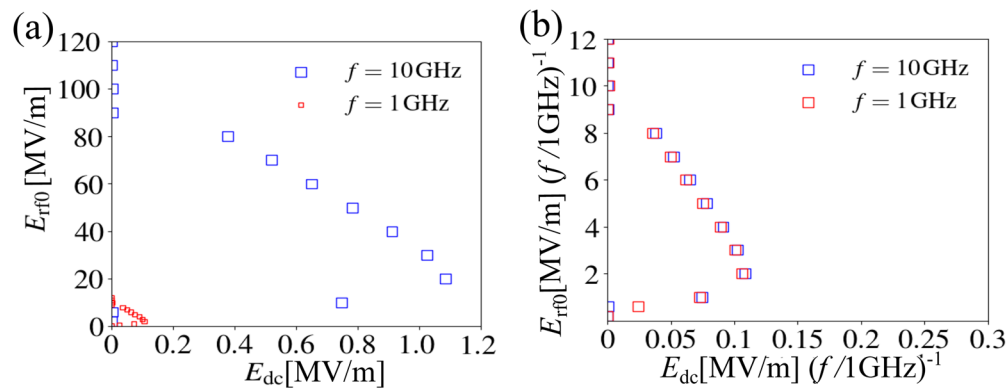 (a)
120
100
80
60
40
20
0
E_rf0[MV/m]
f = 10GHz
f = 1GHz
0 0.2 0.4 0.6 0.8 1.0 1.2
E_dc[MV/m]
(b)
12
10
8
6
4
2
E_rf0[MV/m] (f /1GHz)^-1
f = 10GHz
f = 1GHz
0 0.05 0.1 0.15 0.2 0.25 0.3
E_dc[MV/m] (f /1GHz)^-1